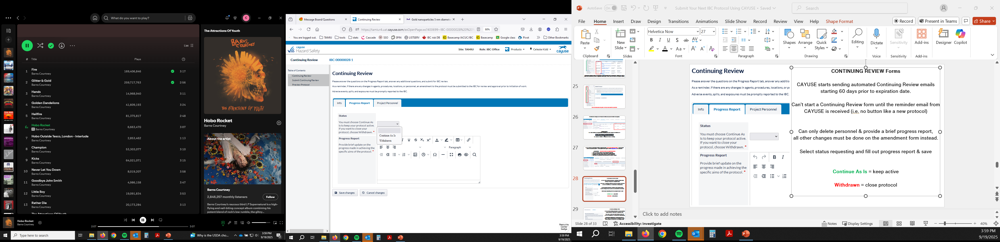 What do you want to play?
C
List
# Title Plays
1 Fire 169,406,846 3:17
Barns Courtney
2 Glitter & Gold 259,717,763 2:56
Barns Courtney
3 Hands 14,968,940 3:11
Barns Courtney
4 Golden Dandelions 41,609,193 3:24
Barns Courtney
5 Hellfire 81,375,817 2:48
Barns Courtney
Hobo Rocket 6,663,470 3:07
E Barns Courtney
7 Hobo Outside Tesco, London - Interlude 2,853,462 1:13
Barns Courtney
8 Champion 53,303,077 3:10
Barns Courtney
9 Kicks 64,021,071 3:15
Barns Courtney
10 Never Let You Down 8,019,207 3:58
Barns Courtney
11 Goodbye John Smith 4,986,158 3:47
Barns Courtney
12 Little Boy 19,091,834 3:53
Barns Courtney
13 Rather Die 20,173,284 3:13
Barns Courtney
The Attractions Of Youth
The Attractions Of Youth
BARNS COURTNEY
THE ATTRACTIONS OF YOUTH
Hobo Rocket
Barns Courtney
About the artist
Barns Courtney
2,846,257 monthly listeners
Follow
Barns Courtney's raucous third LP Supernatural is a high-
flying and nail-biting concept album combining his
potent blend of rock's low rumble, the glitzy...
Hobo Rocket
Barns Courtney
2:07 3:07
Type here to search
Why is the USDA cho...
3:59 PM
9/19/2025
Message Board/Questions
Continuing Review
Gold nanoparticles 5 nm diamete
https://tamiur4.uat.cayuse.com/esOpenPage.wc?400699~IBC-00000028%20%20
80%
You are logged out. TAMIU tools stats Cascade SSO SPIN LISTSERV IBC risk DB Basecamp IACUC/IBC Basecamp Google class Pivot Other Bookmarks
cayuse
Hazard Safety
Site: TAMIU Role: IBC Office Products Celeste Kidd cayuse
Continuing Review IBC-00000028 1
Table of Contents
Continuing Review
Submit Continuing Review
Preview Protocol
Continuing Review
Please answer the questions on the Progress Report tab, answer any additional questions, and submit for IBC review.
As a reminder, if there are any changes in agents, procedures, locations, or personnel, an amendment to the protocol must be submitted to the IBC for review and approval prior to initiation of work.
Adverse events, spills, and exposures must be promptly reported to the IBC.
Info Progress Report Project Personnel
Status
You must choose Continue As
Is to keep your protocol active.
If you want to close your
protocol, choose Withdrawn. *
Continue As Is
Withdrawn
Progress Report
Provide brief update on the
progress made in achieving the
specific aims of the protocol. *
Paragraph
Save changes Cancel changes
Resource
Center
badge
3:59 PM
9/19/2025
AutoSave On Submit Your Next IBC Protocol Using CAYUSE • Saved
Search
File Home Insert Draw Design Transitions Animations Slide Show Record Review View Help Shape Format
Record Present in Teams Share
Paste
Clipboard
New
Slide
Slides
Helvetica Now 27
Font
Paragraph
Shapes Arrange Quick
Styles
Drawing
Editing
Dictate
Voice
Sensitivity
Sensitivity
Add-ins
Add-ins
Designer Copilot
25
26
27
28
29
Continuing Review
Please answer the questions on the Progress Report tab, answer any additio
As a reminder, if there are any changes in agents, procedures, locations, or pe
Adverse events, spills, and exposures must be promptly reported to the IBC.
Info Progress Report Project Personnel
Status
You must choose Continue As
Is to keep your protocol active.
If you want to close your
protocol, choose Withdrawn. *
Progress Report
Provide brief update on the
progress made in achieving the
specific aims of the protocol. *
CONTINUING REVIEW Forms
CAYUSE starts sending automated Continuing Review emails
starting 60 days prior to expiration date.
Can't start a Continuing Review form until the reminder email from
CAYUSE is received (i.e. no button like a new protocol)
Can only delete personnel & provide a brief progress report,
all other changes must be done on the amendment form instead.
Select status requesting and fill out progress report & save
Continue As Is = keep active
Withdrawn = close protocol
Click to add notes
Slide 28 of 33 Accessibility: Investigate Notes Display Settings 40%
3:59 PM
9/19/2025